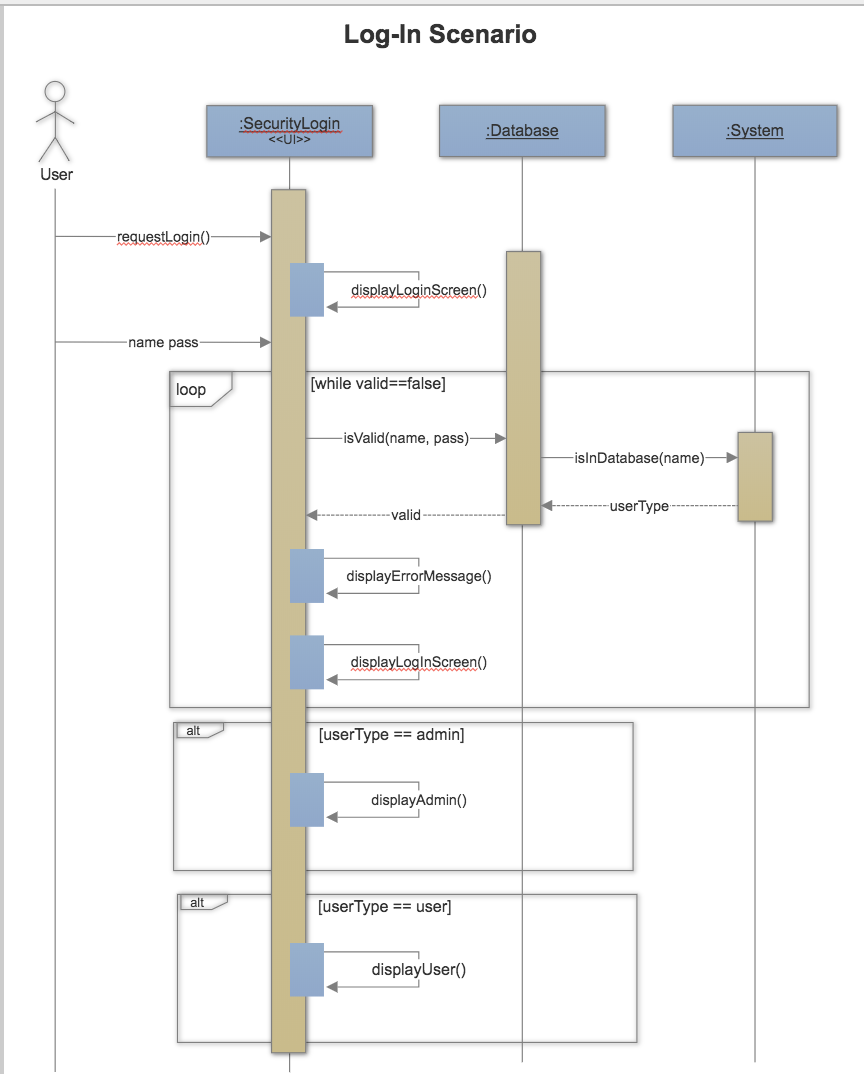 Log-In Scenario
:SecurityLogin
<<UI>>
:Database
:System
User
requestLogin()
displayLoginScreen()
name pass
loop
[while valid==false]
isValid(name, pass)
isInDatabase(name)
userType
valid
displayErrorMessage()
displayLogInScreen()
alt
[userType == admin]
displayAdmin()
alt
[userType == user]
displayUser()